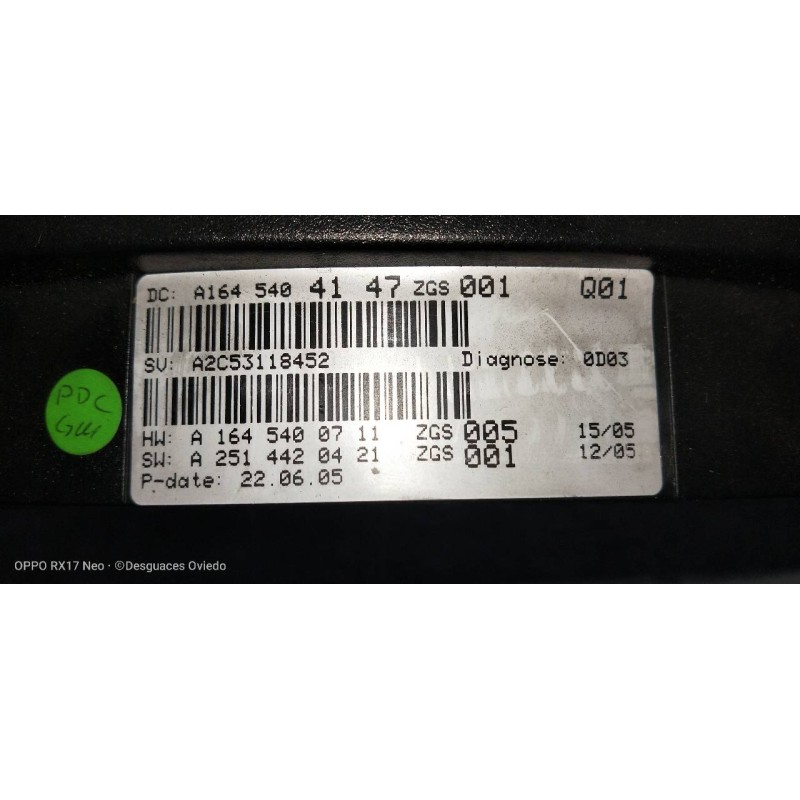 DC: A164 540 41 47 ZGS 001 Q01
SV: A2C53118452 Diagnose: 0D03
HW: A 164 540 07 11 ZGS 005 15/05
SW: A 251 442 04 21 ZGS 001 12/05
P-date: 22.06.05
PDC
OPPO RX17 Neo · ©Desguaces Oviedo